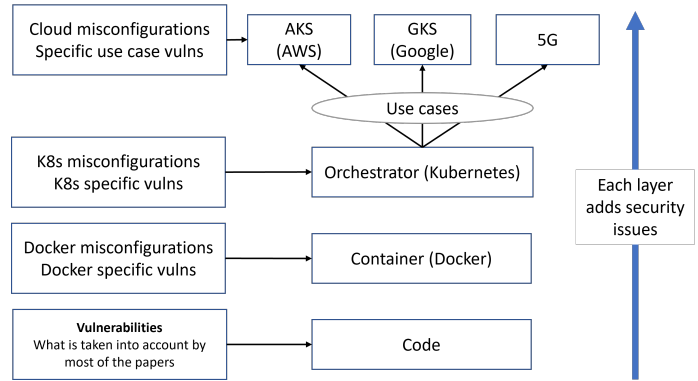 Cloud misconfigurations
Specific use case vulns
AKS
(AWS)
GKS
(Google)
5G
Use cases
K8s misconfigurations
K8s specific vulns
Orchestrator (Kubernetes)
Each layer
adds security
issues
Docker misconfigurations
Docker specific vulns
Container (Docker)
Vulnerabilities
What is taken into account by
most of the papers
Code